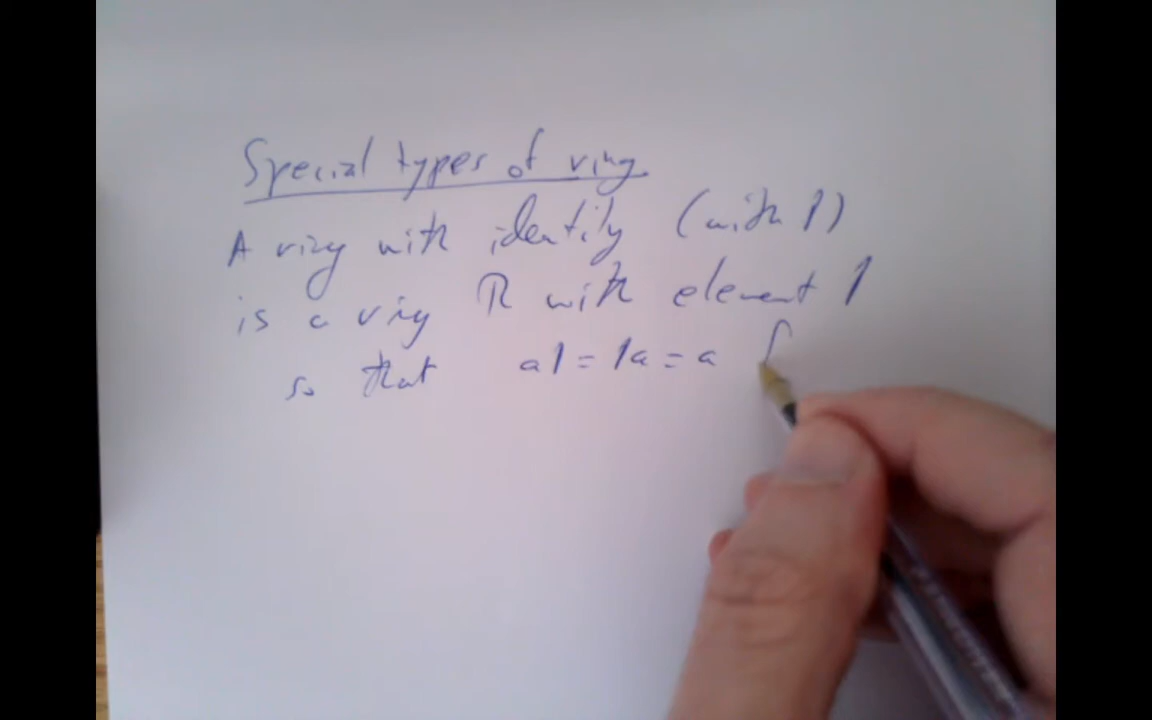 Special types of ring
A ring with identity (with 1)
is a ring R with element 1
so that a1 = 1a = a f